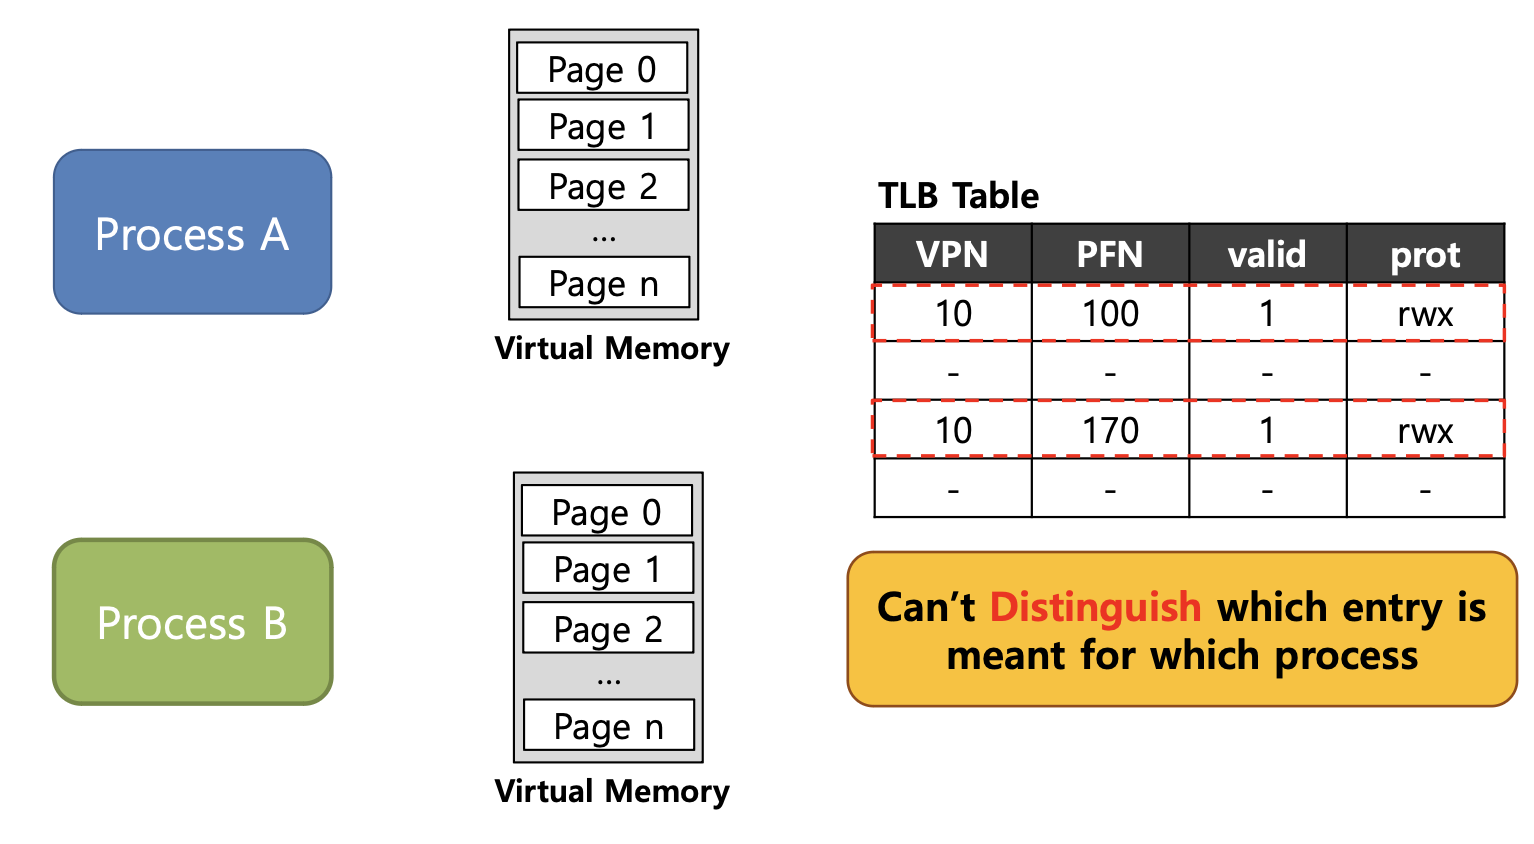 Process A
Page 0
Page 1
Page 2
...
Page n
Virtual Memory
Process B
Page 0
Page 1
Page 2
...
Page n
Virtual Memory
TLB Table
VPN PFN valid prot
10 100 1 rwx
- - - -
10 170 1 rwx
- - - -
Can’t Distinguish which entry is
meant for which process